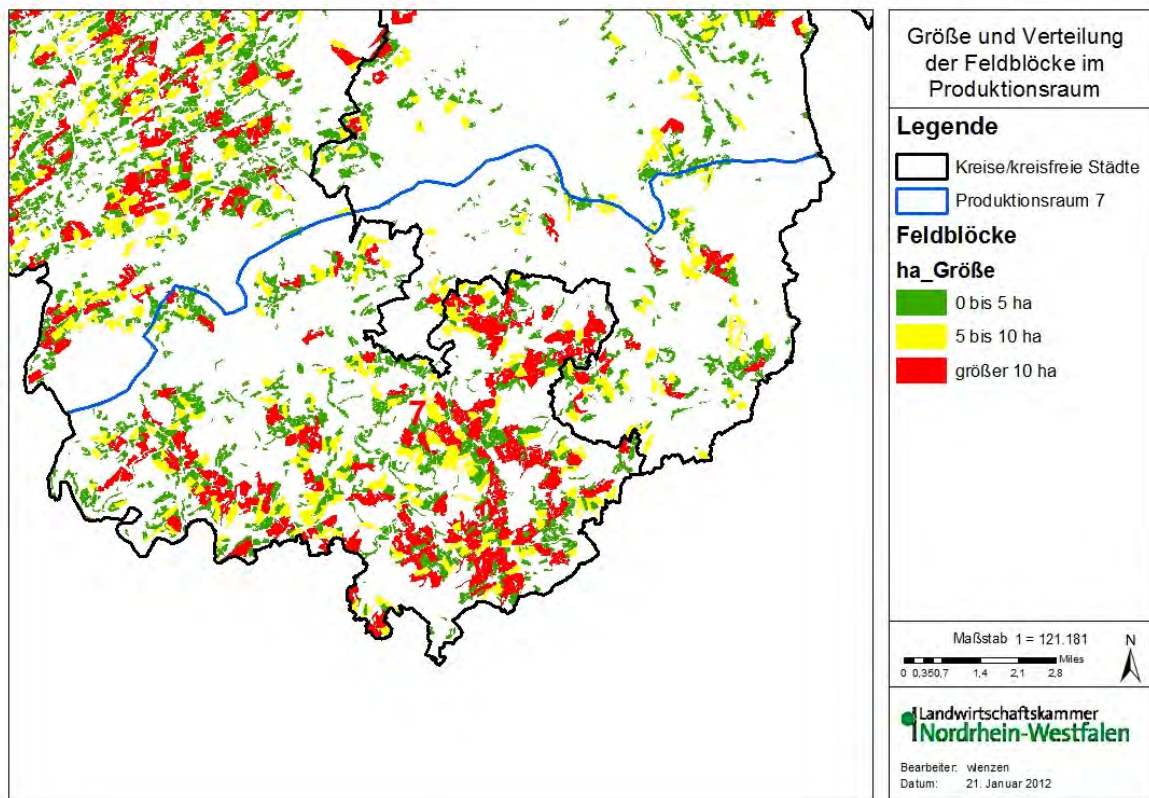 Größe und Verteilung
der Feldblöcke im
Produktionsraum
Legende
Kreise/kreisfreie Städte
Produktionsraum 7
Feldblöcke
ha_Größe
0 bis 5 ha
5 bis 10 ha
größer 10 ha
7
Maßstab 1 = 121.181
N
Miles
0 0,350,7 1,4 2,1 2,8
Landwirtschaftskammer
Nordrhein-Westfalen
Bearbeiter: wienzen
Datum: 21. Januar 2012